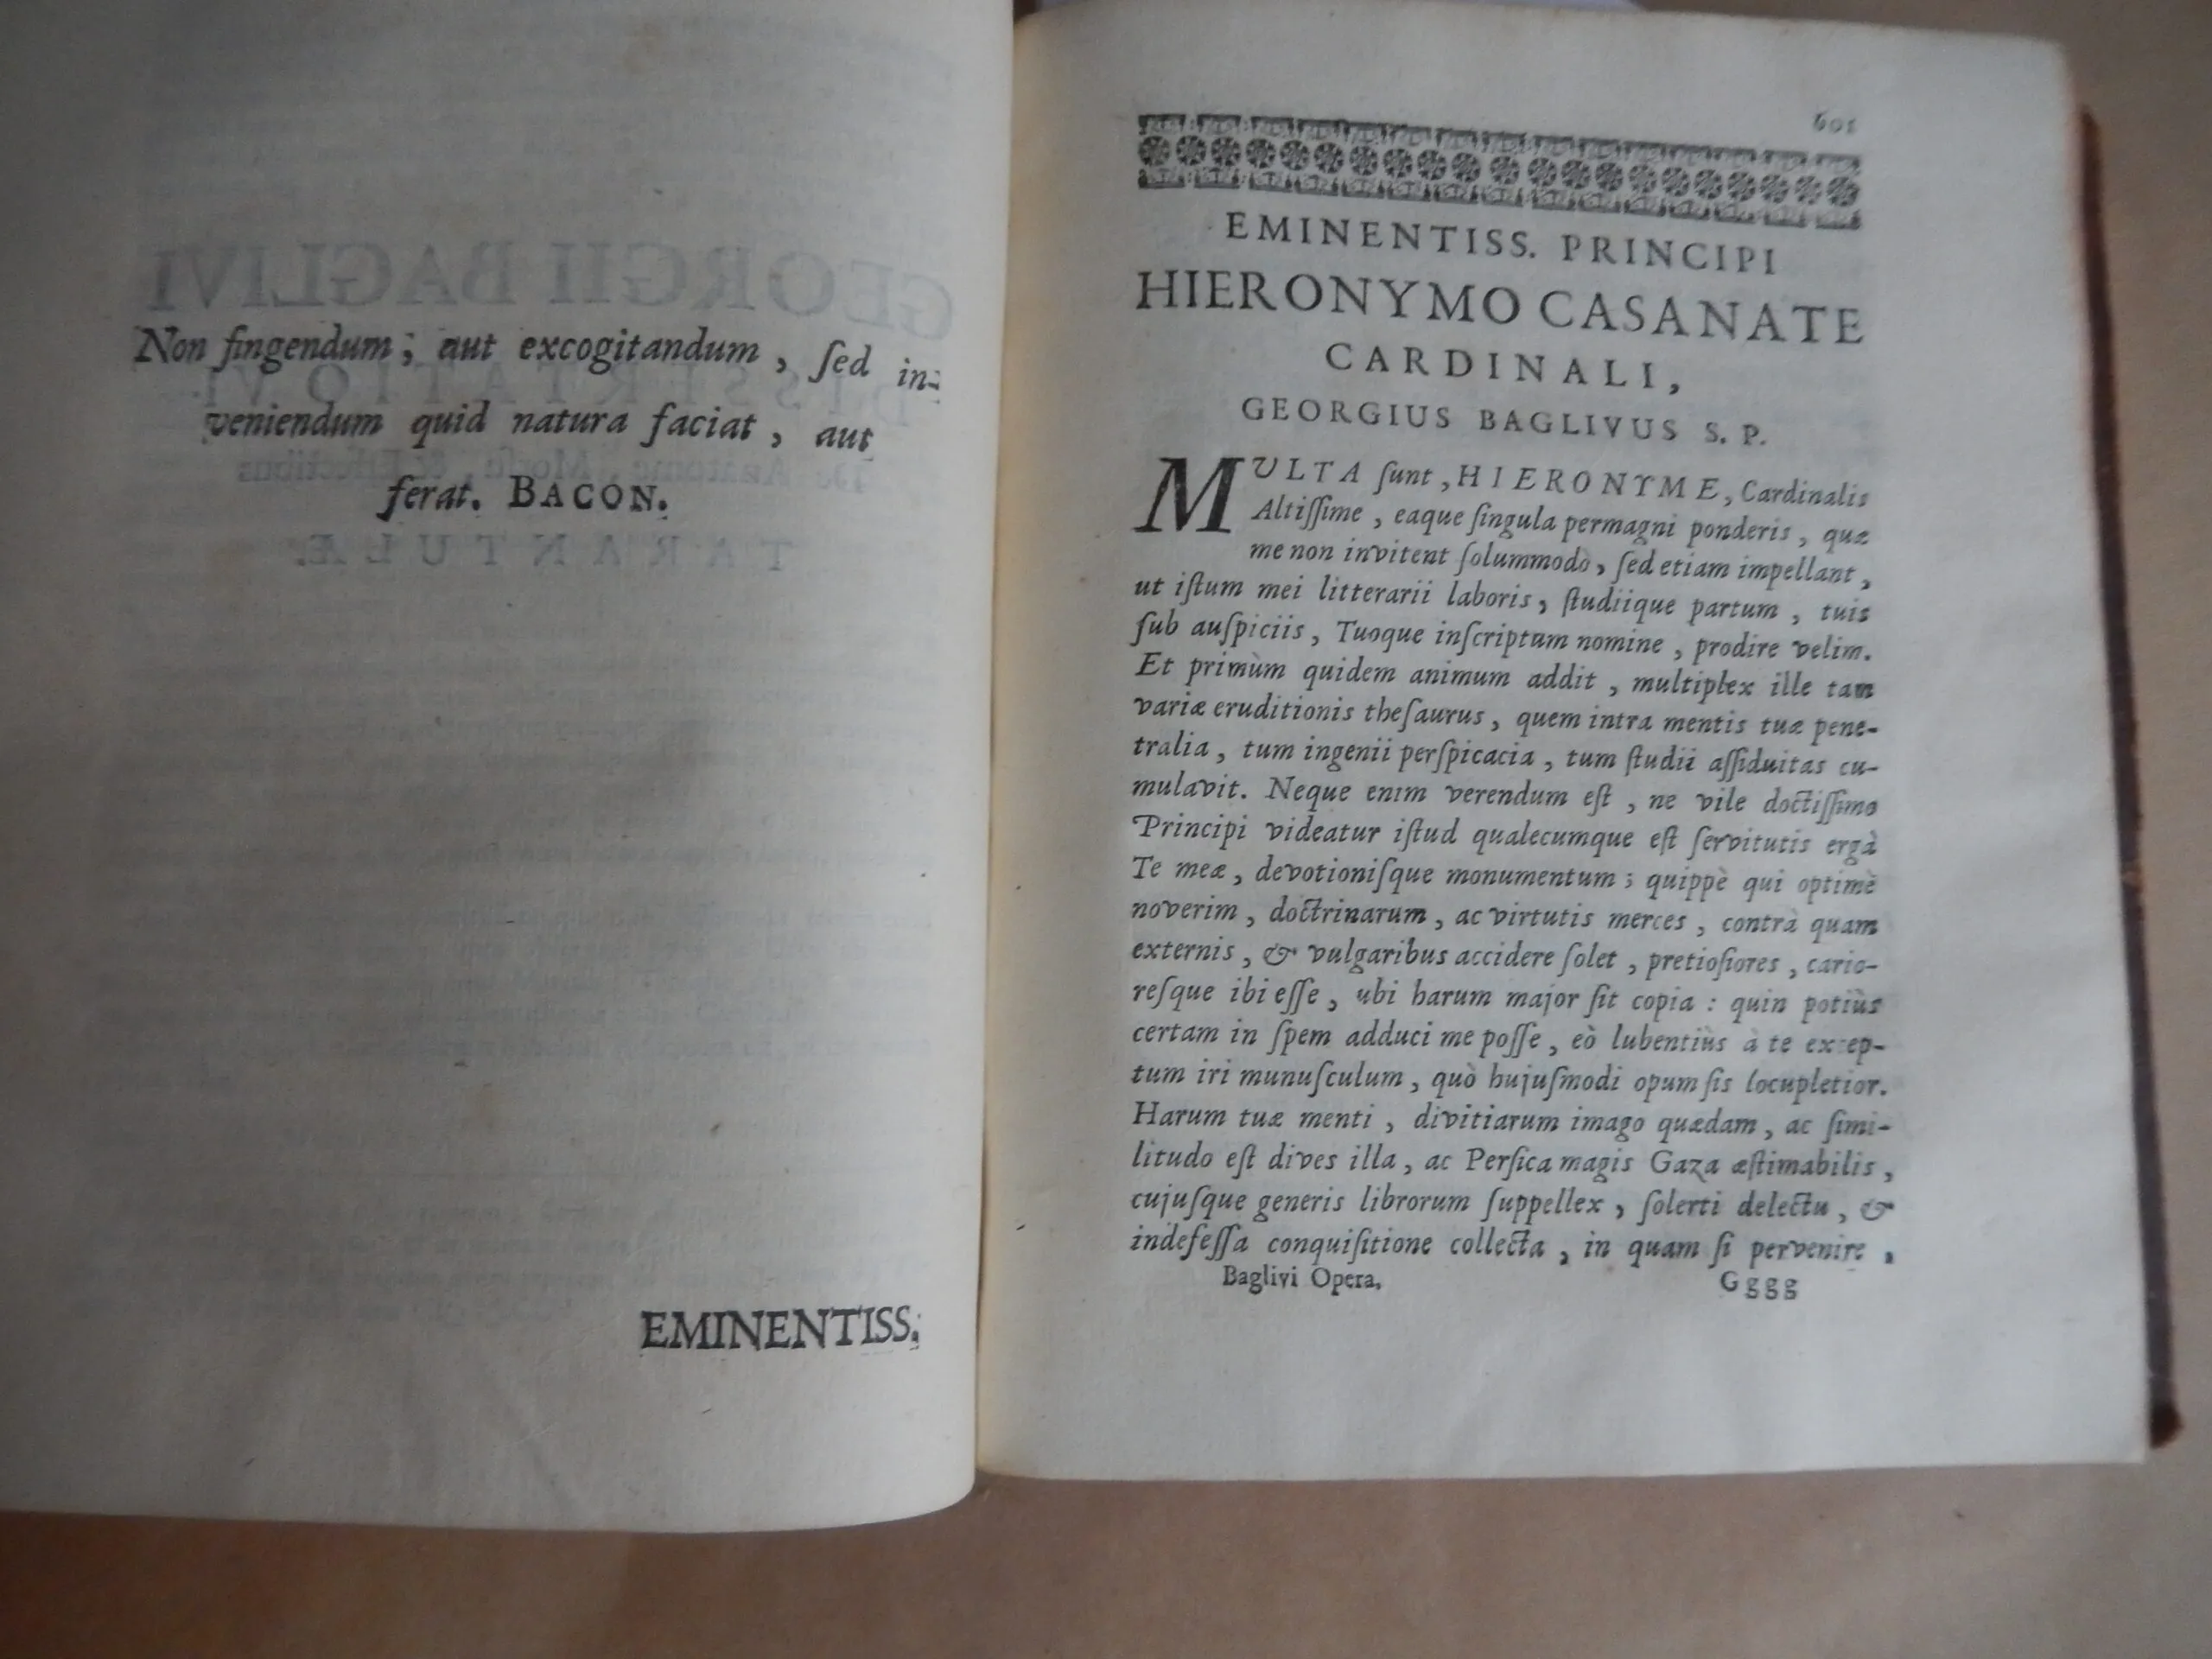 Non fingendum; aut excogitandum, ſed in-
veniendum quid natura faciat, aut
ferat. BACON.
EMINENTISS.
601
EMINENTISS. PRINCIPI
HIERONYMO CASANATE
CARDINALI,
GEORGIUS BAGLIVUS S. P.
MULTA ſunt, HIERONYME, Cardinalis
Altiſſime, eaque ſingula permagni ponderis, quæ
me non invitent ſolummodò, ſed etiam impellant,
ut iſtum mei litterarii laboris, ſtudiique partum, tuis
ſub auſpiciis, Tuoque inſcriptum nomine, prodire velim.
Et primùm quidem animum addit, multiplex ille tam
variæ eruditionis theſaurus, quem intra mentis tuæ pene-
tralia, tum ingenii perſpicacia, tum ſtudii aſſiduitas cu-
mulavit. Neque enim verendum eſt, ne vile doctiſſimo
Principi videatur iſtud qualecumque eſt ſervitutis ergà
Te meæ, devotioniſque monumentum; quippè qui optimè
noverim, doctrinarum, ac virtutis merces, contrà quam
externis, & vulgaribus accidere ſolet, pretioſiores, cario-
reſque ibi eſſe, ubi harum major ſit copia: quin potiùs
certam in ſpem adduci me poſſe, eò lubentiùs à te excep-
tum iri munuſculum, quò hujuſmodi opum ſis locupletior.
Harum tuæ menti, divitiarum imago quædam, ac ſimi-
litudo eſt dives illa, ac Perſica magis Gaza æſtimabilis,
cujuſque generis librorum ſuppellex, ſolerti delectu, &
indefeſſa conquiſitione collecta, in quam ſi pervenire,
Baglivi Opera.
Gggg